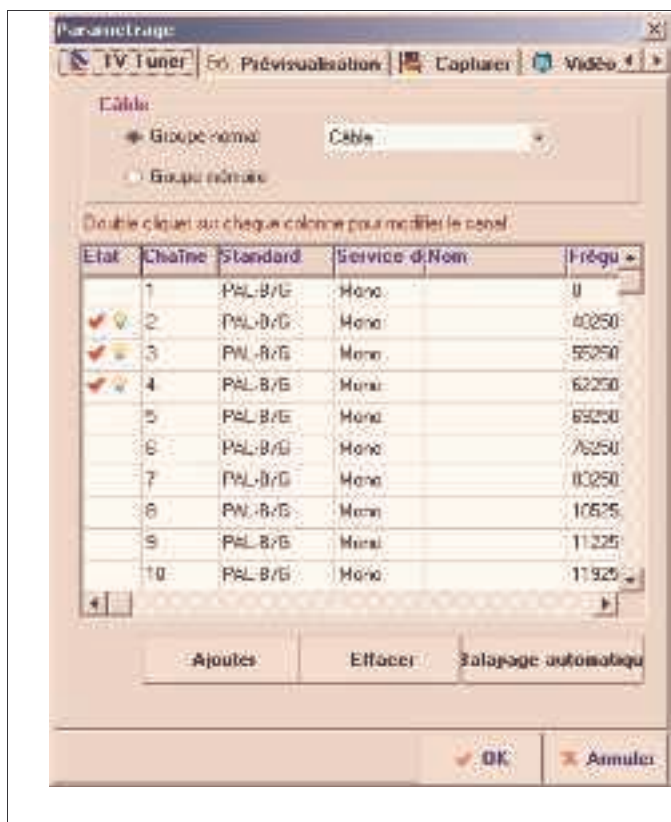 Paramétrage
TV Tuner Prévisualisation Capturer Vidéo
Câble
Groupe normal Câble
Groupe mémoire
Double cliquer sur chaque colonne pour modifier le canal
Etat Chaîne Standard Service d Nom Fréqu
1 PAL-B/G Mono 0
2 PAL-B/G Mono 40250
3 PAL-B/G Mono 55250
4 PAL-B/G Mono 62250
5 PAL-B/G Mono 69250
6 PAL-B/G Mono 76250
7 PAL-B/G Mono 83250
8 PAL-B/G Mono 10525
9 PAL-B/G Mono 11225
10 PAL-B/G Mono 11925
Ajouter Effacer Balayage automatiqu
OK Annuler